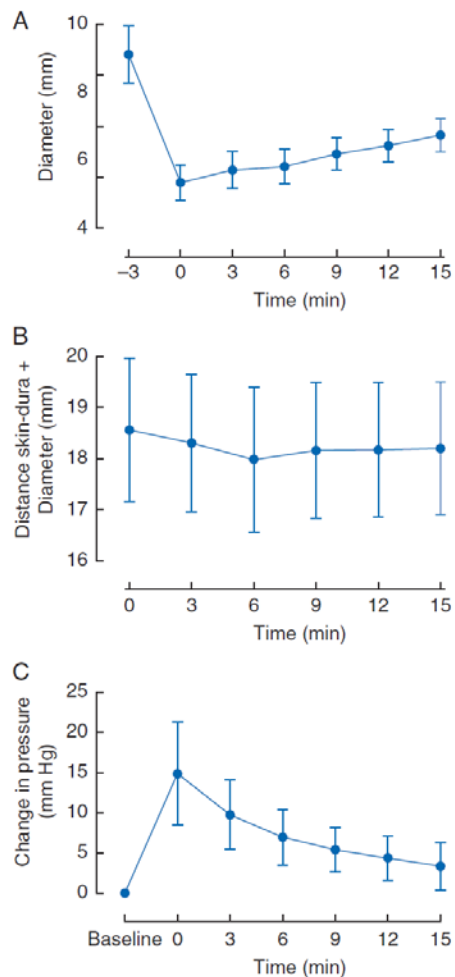 A
10
8
6
4
Diameter (mm)
–3 0 3 6 9 12 15
Time (min)
B
20
19
18
17
16
Distance skin-dura +
Diameter (mm)
0 3 6 9 12 15
Time (min)
C
25
20
15
10
5
0
Change in pressure
(mm Hg)
Baseline 0 3 6 9 12 15
Time (min)